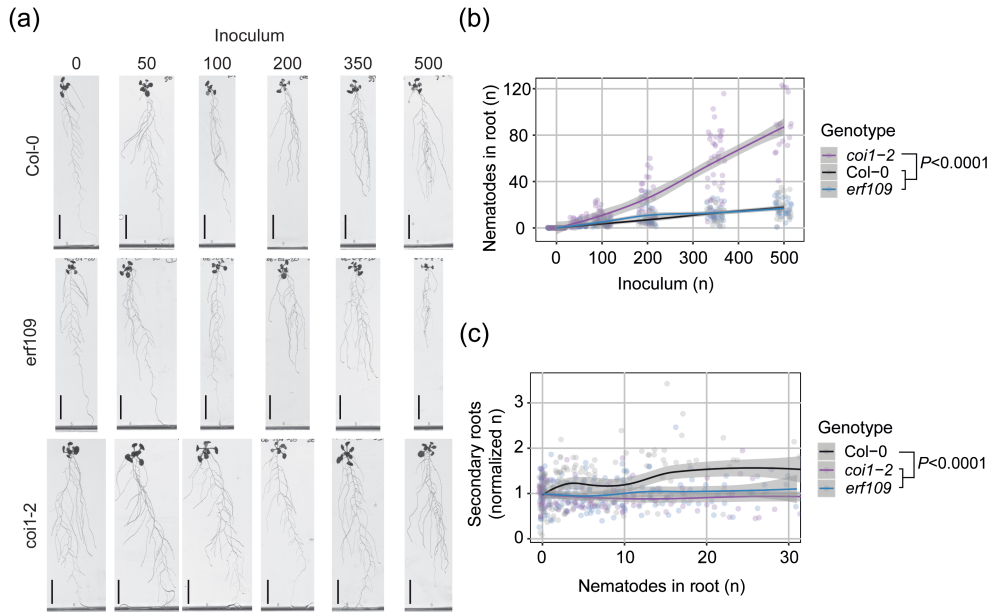 (a)
Inoculum
0 50 100 200 350 500
Col-0
erf109
coi1-2
(b)
Nematodes in root (n)
120
80
40
0
0 100 200 300 400 500
Inoculum (n)
Genotype
coi1-2
Col-0
erf109
P<0.0001
(c)
Secondary roots
(normalized n)
3
2
1
0
0 10 20 30
Nematodes in root (n)
Genotype
Col-0
coi1-2
erf109
P<0.0001